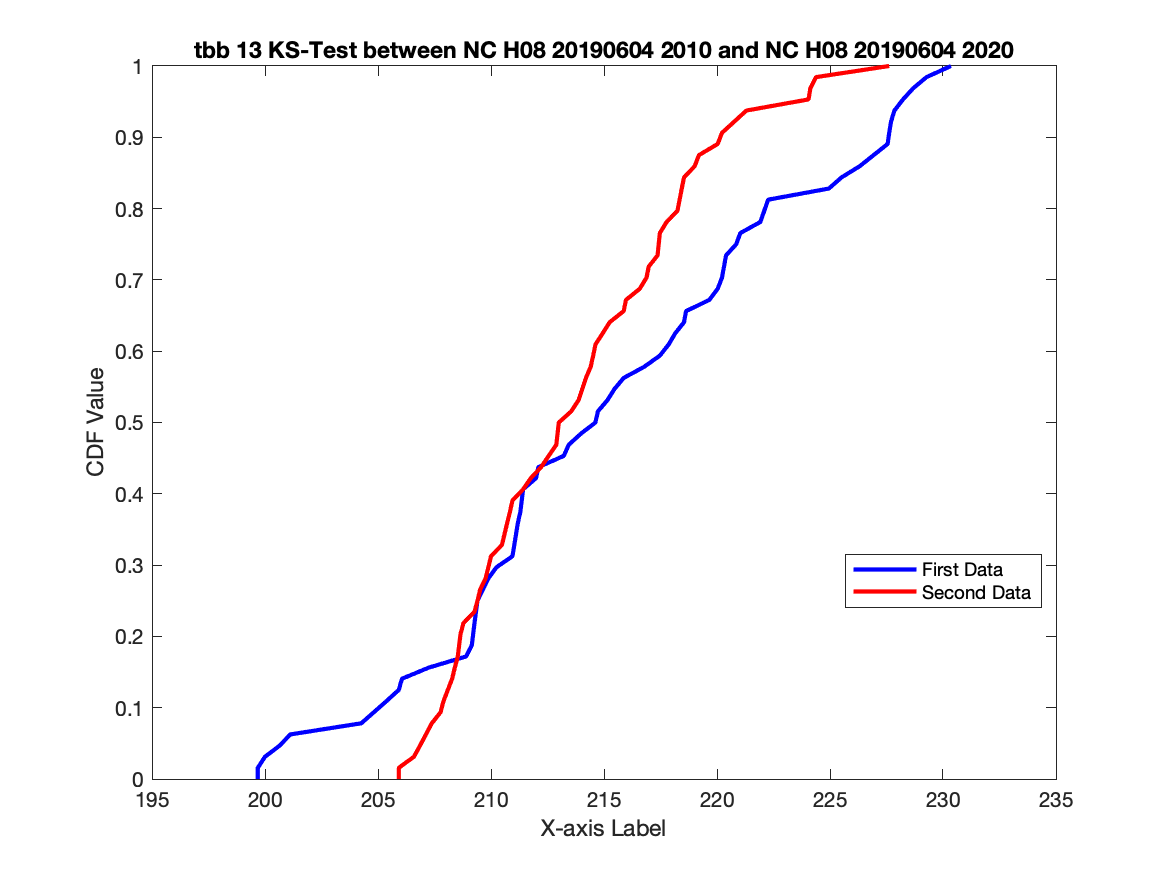 tbb 13 KS-Test between NC H08 20190604 2010 and NC H08 20190604 2020
1
0.9
0.8
0.7
0.6
0.5
0.4
0.3
0.2
0.1
0
CDF Value
First Data
Second Data
195 200 205 210 215 220 225 230 235
X-axis Label